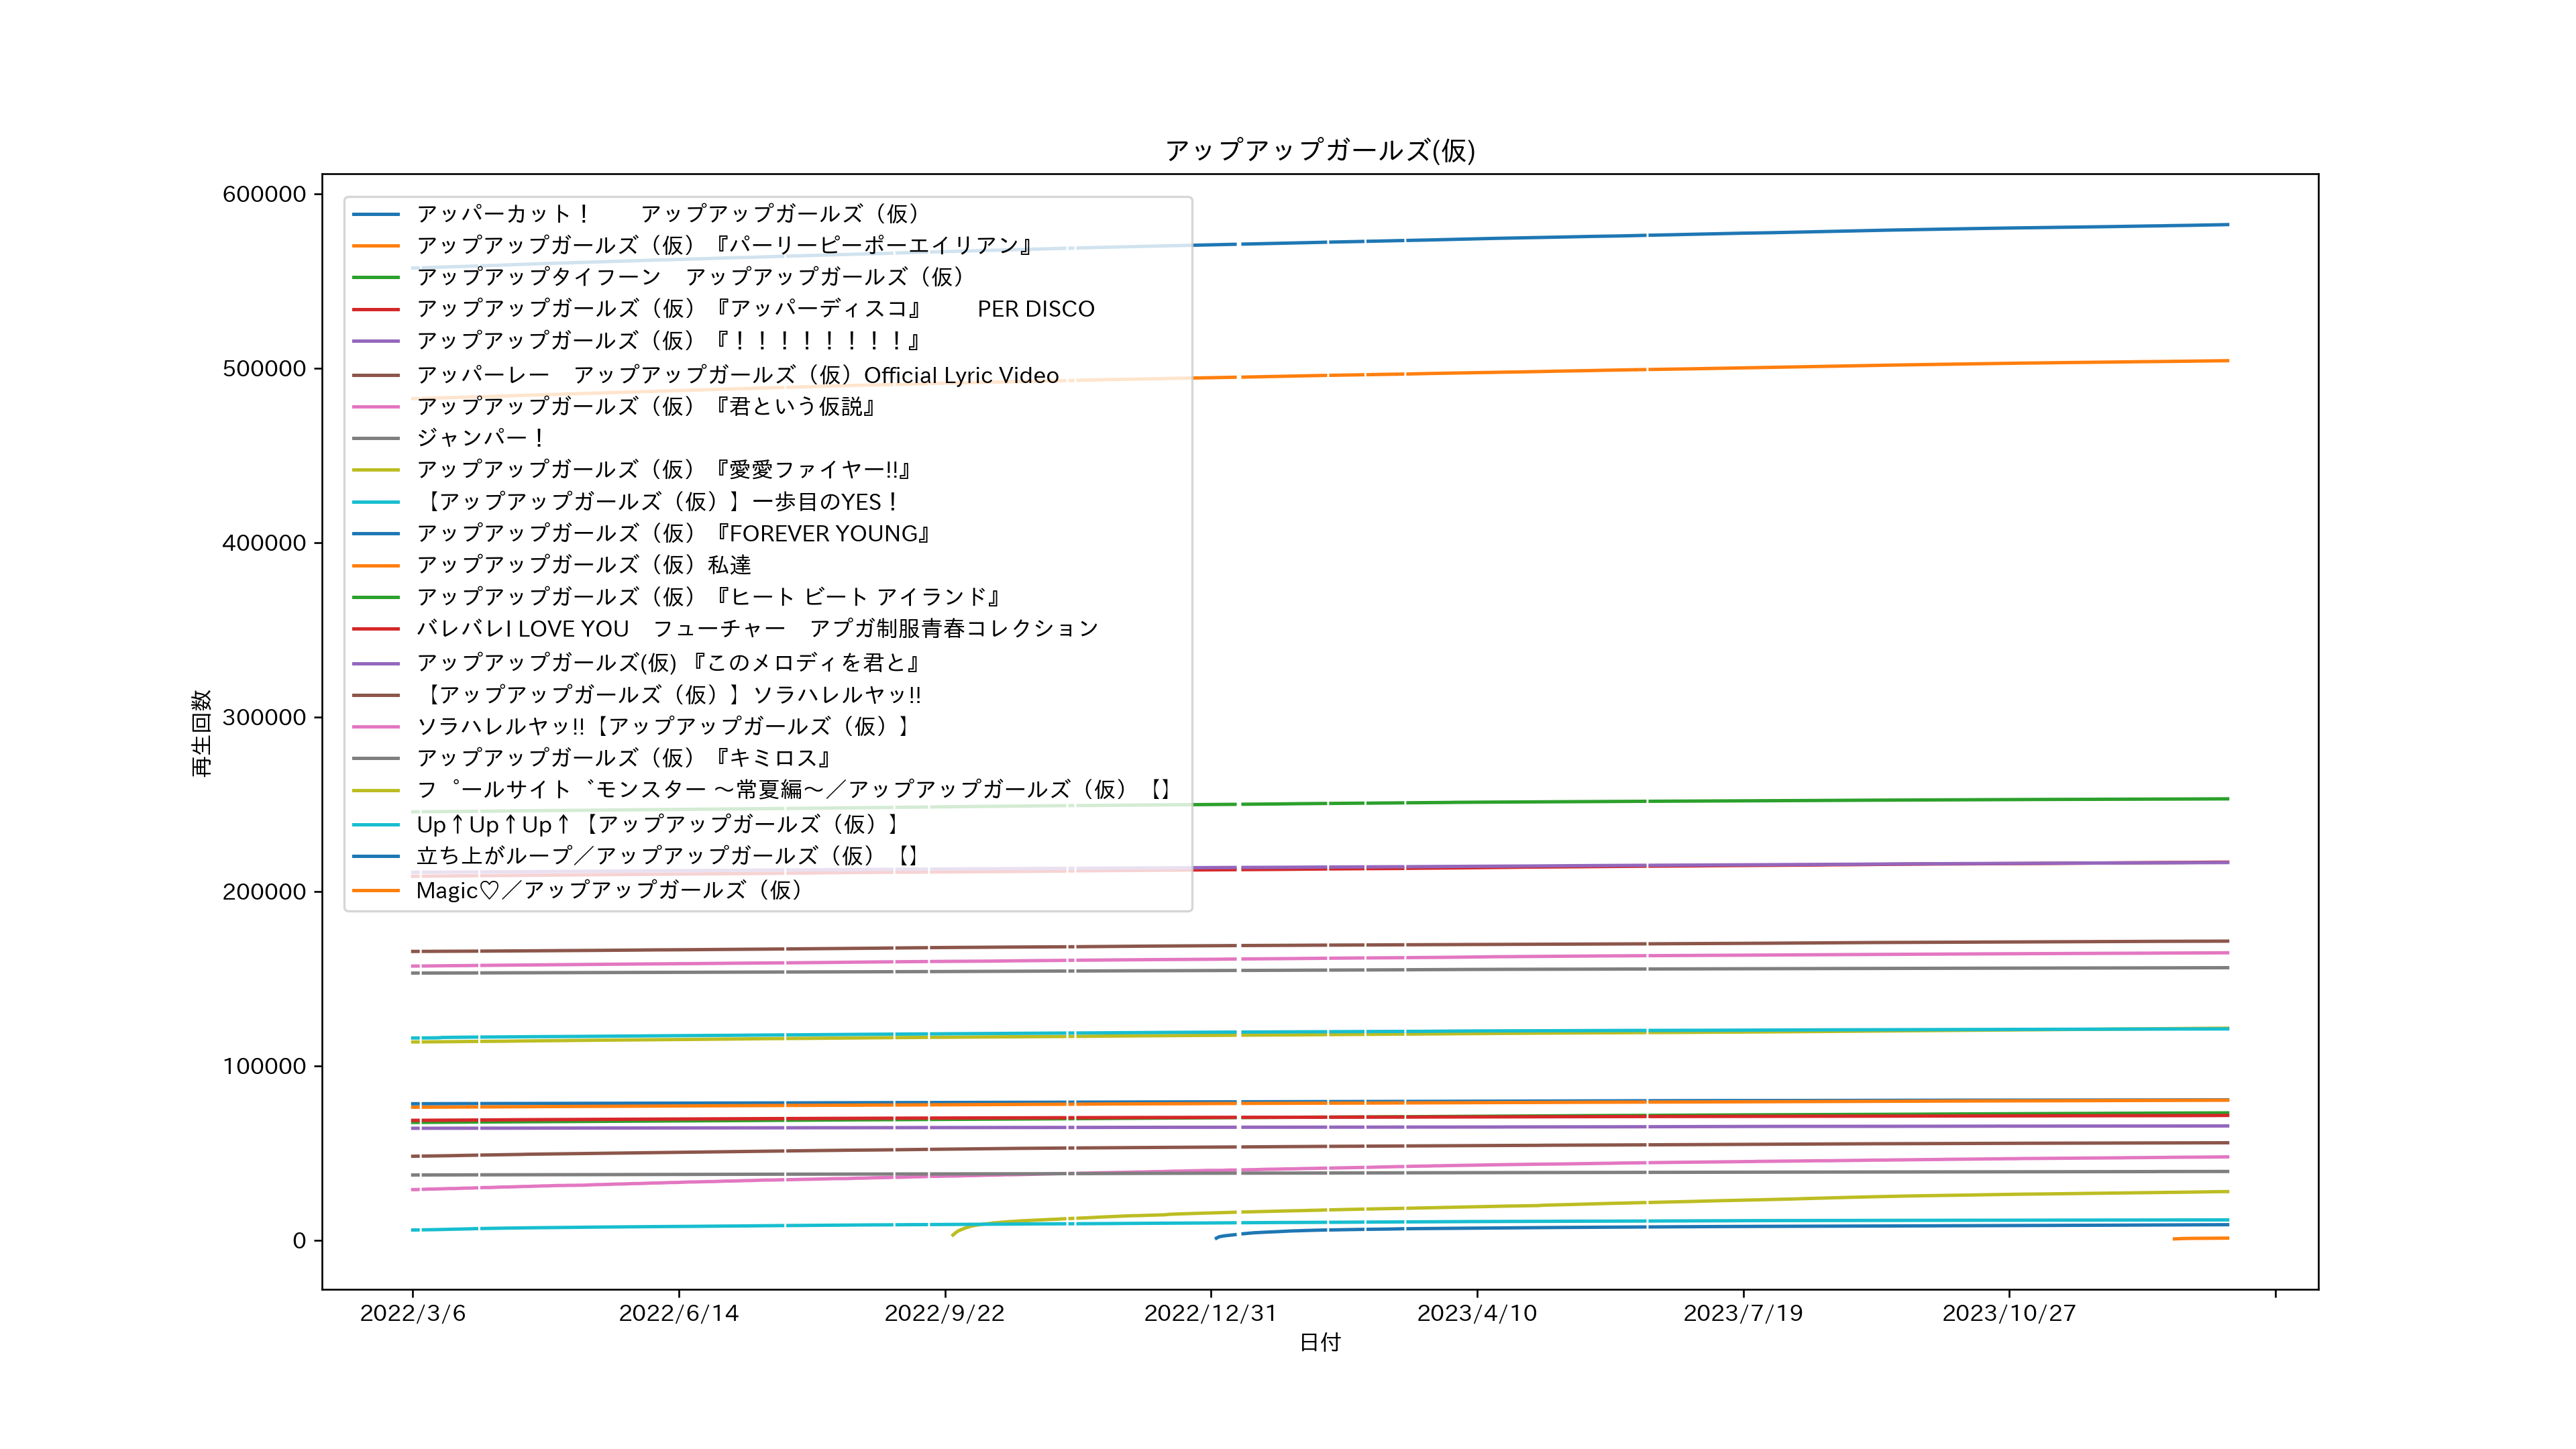 アップアップガールズ(仮)
600000
500000
400000
300000
200000
100000
0
再生回数
アッパーカット！　　アップアップガールズ（仮）
アップアップガールズ（仮）『パーリーピーポーエイリアン』
アップアップタイフーン　アップアップガールズ（仮）
アップアップガールズ（仮）『アッパーディスコ』　　PER DISCO
アップアップガールズ（仮）『！！！！！！！！』
アッパーレー　アップアップガールズ（仮）Official Lyric Video
アップアップガールズ（仮）『君という仮説』
ジャンパー！
アップアップガールズ（仮）『愛愛ファイヤー!!』
【アップアップガールズ（仮）】一歩目のYES！
アップアップガールズ（仮）『FOREVER YOUNG』
アップアップガールズ（仮）私達
アップアップガールズ（仮）『ヒート ビート アイランド』
バレバレI LOVE YOU　フューチャー　アプガ制服青春コレクション
アップアップガールズ(仮) 『このメロディを君と』
【アップアップガールズ（仮）】ソラハレルヤッ!!
ソラハレルヤッ!!【アップアップガールズ（仮）】
アップアップガールズ（仮）『キミロス』
フ゜ールサイト゛モンスター 〜常夏編〜／アップアップガールズ（仮）【】
Up↑Up↑Up↑【アップアップガールズ（仮）】
立ち上がループ／アップアップガールズ（仮）【】
Magic♡／アップアップガールズ（仮）
2022/3/6 2022/6/14 2022/9/22 2022/12/31 2023/4/10 2023/7/19 2023/10/27
日付